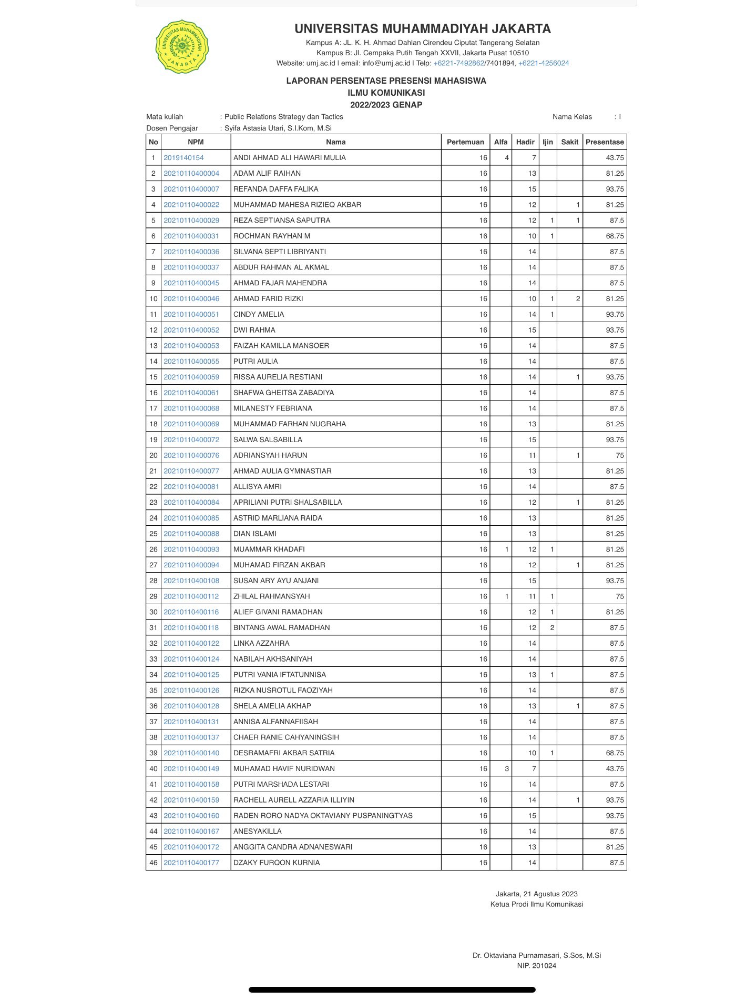 UNIVERSITAS MUHAMMADIYAH
JAKARTA
UNIVERSITAS MUHAMMADIYAH JAKARTA
Kampus A: JL. K. H. Ahmad Dahlan Cirendeu Ciputat Tangerang Selatan
Kampus B: Jl. Cempaka Putih Tengah XXVII, Jakarta Pusat 10510
Website: umj.ac.id | email: info@umj.ac.id | Telp: +6221-7492862/7401894, +6221-4256024
LAPORAN PERSENTASE PRESENSI MAHASISWA
ILMU KOMUNIKASI
2022/2023 GENAP
Mata kuliah : Public Relations Strategy dan Tactics Nama Kelas : I
Dosen Pengajar : Syifa Astasia Utari, S.I.Kom, M.Si
No NPM Nama Pertemuan Alfa Hadir Ijin Sakit Presentase
1 2019140154 ANDI AHMAD ALI HAWARI MULIA 16 4 7 43.75
2 20210110400004 ADAM ALIF RAIHAN 16 13 81.25
3 20210110400007 REFANDA DAFFA FALIKA 16 15 93.75
4 20210110400022 MUHAMMAD MAHESA RIZIEQ AKBAR 16 12 1 81.25
5 20210110400029 REZA SEPTIANSA SAPUTRA 16 12 1 1 87.5
6 20210110400031 ROCHMAN RAYHAN M 16 10 1 68.75
7 20210110400036 SILVANA SEPTI LIBRIYANTI 16 14 87.5
8 20210110400037 ABDUR RAHMAN AL AKMAL 16 14 87.5
9 20210110400045 AHMAD FAJAR MAHENDRA 16 14 87.5
10 20210110400046 AHMAD FARID RIZKI 16 10 1 2 81.25
11 20210110400051 CINDY AMELIA 16 14 1 93.75
12 20210110400052 DWI RAHMA 16 15 93.75
13 20210110400053 FAIZAH KAMILLA MANSOER 16 14 87.5
14 20210110400055 PUTRI AULIA 16 14 87.5
15 20210110400059 RISSA AURELIA RESTIANI 16 14 1 93.75
16 20210110400061 SHAFWA GHEITSA ZABADIYA 16 14 87.5
17 20210110400068 MILANESTY FEBRIANA 16 14 87.5
18 20210110400069 MUHAMMAD FARHAN NUGRAHA 16 13 81.25
19 20210110400072 SALWA SALSABILLA 16 15 93.75
20 20210110400076 ADRIANSYAH HARUN 16 11 1 75
21 20210110400077 AHMAD AULIA GYMNASTIAR 16 13 81.25
22 20210110400081 ALLISYA AMRI 16 14 87.5
23 20210110400084 APRILIANI PUTRI SHALSABILLA 16 12 1 81.25
24 20210110400085 ASTRID MARLIANA RAIDA 16 13 81.25
25 20210110400088 DIAN ISLAMI 16 13 81.25
26 20210110400093 MUAMMAR KHADAFI 16 1 12 1 81.25
27 20210110400094 MUHAMAD FIRZAN AKBAR 16 12 1 81.25
28 20210110400108 SUSAN ARY AYU ANJANI 16 15 93.75
29 20210110400112 ZHILAL RAHMANSYAH 16 1 11 1 75
30 20210110400116 ALIEF GIVANI RAMADHAN 16 12 1 81.25
31 20210110400118 BINTANG AWAL RAMADHAN 16 12 2 87.5
32 20210110400122 LINKA AZZAHRA 16 14 87.5
33 20210110400124 NABILAH AKHSANIYAH 16 14 87.5
34 20210110400125 PUTRI VANIA IFTATUNNISA 16 13 1 87.5
35 20210110400126 RIZKA NUSROTUL FAOZIYAH 16 14 87.5
36 20210110400128 SHELA AMELIA AKHAP 16 13 1 87.5
37 20210110400131 ANNISA ALFANNAFIISAH 16 14 87.5
38 20210110400137 CHAER RANIE CAHYANINGSIH 16 14 87.5
39 20210110400140 DESRAMAFRI AKBAR SATRIA 16 10 1 68.75
40 20210110400149 MUHAMAD HAVIF NURIDWAN 16 3 7 43.75
41 20210110400158 PUTRI MARSHADA LESTARI 16 14 87.5
42 20210110400159 RACHELL AURELL AZZARIA ILLIYIN 16 14 1 93.75
43 20210110400160 RADEN RORO NADYA OKTAVIANY PUSPANINGTYAS 16 15 93.75
44 20210110400167 ANESYAKILLA 16 14 87.5
45 20210110400172 ANGGITA CANDRA ADNANESWARI 16 13 81.25
46 20210110400177 DZAKY FURQON KURNIA 16 14 87.5
Jakarta, 21 Agustus 2023
Ketua Prodi Ilmu Komunikasi
Dr. Oktaviana Purnamasari, S.Sos, M.Si
NIP. 201024